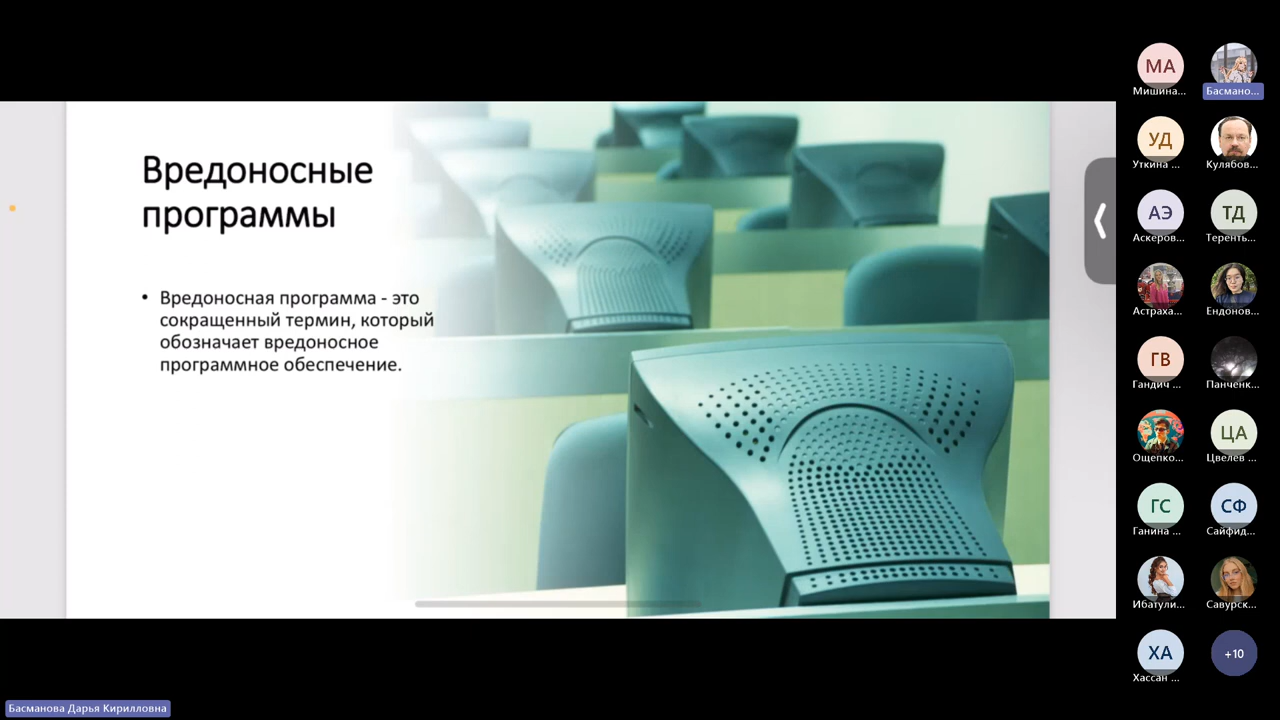 Вредоносные
программы
• Вредоносная программа - это
сокращенный термин, который
обозначает вредоносное
программное обеспечение.
МА
Мишина...
Басмано...
УД
Уткина ...
Кулябов...
АЭ
Аскеров...
ТД
Теренть...
Астраха...
Ендонов...
ГВ
Гандич ...
Панченк...
Ощепко...
ЦА
Цвелев ...
ГС
Ганина ...
СФ
Сайфид...
Ибатули...
Савурск...
ХА
Хассан ...
+10
Басманова Дарья Кирилловна